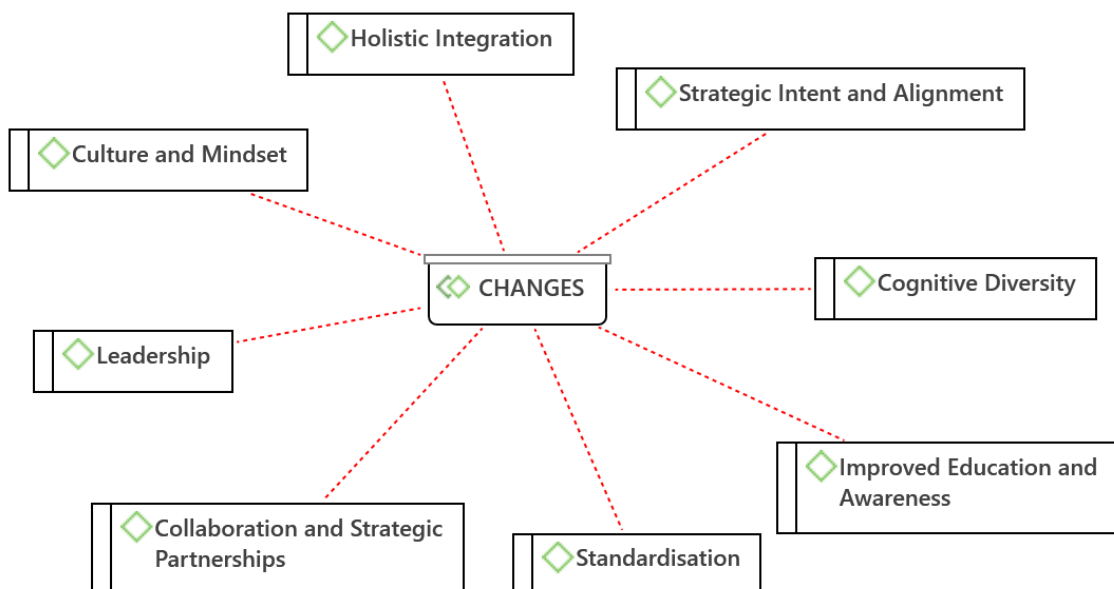 Holistic Integration
Strategic Intent and Alignment
Culture and Mindset
CHANGES
Cognitive Diversity
Leadership
Improved Education and
Awareness
Collaboration and Strategic
Partnerships
Standardisation